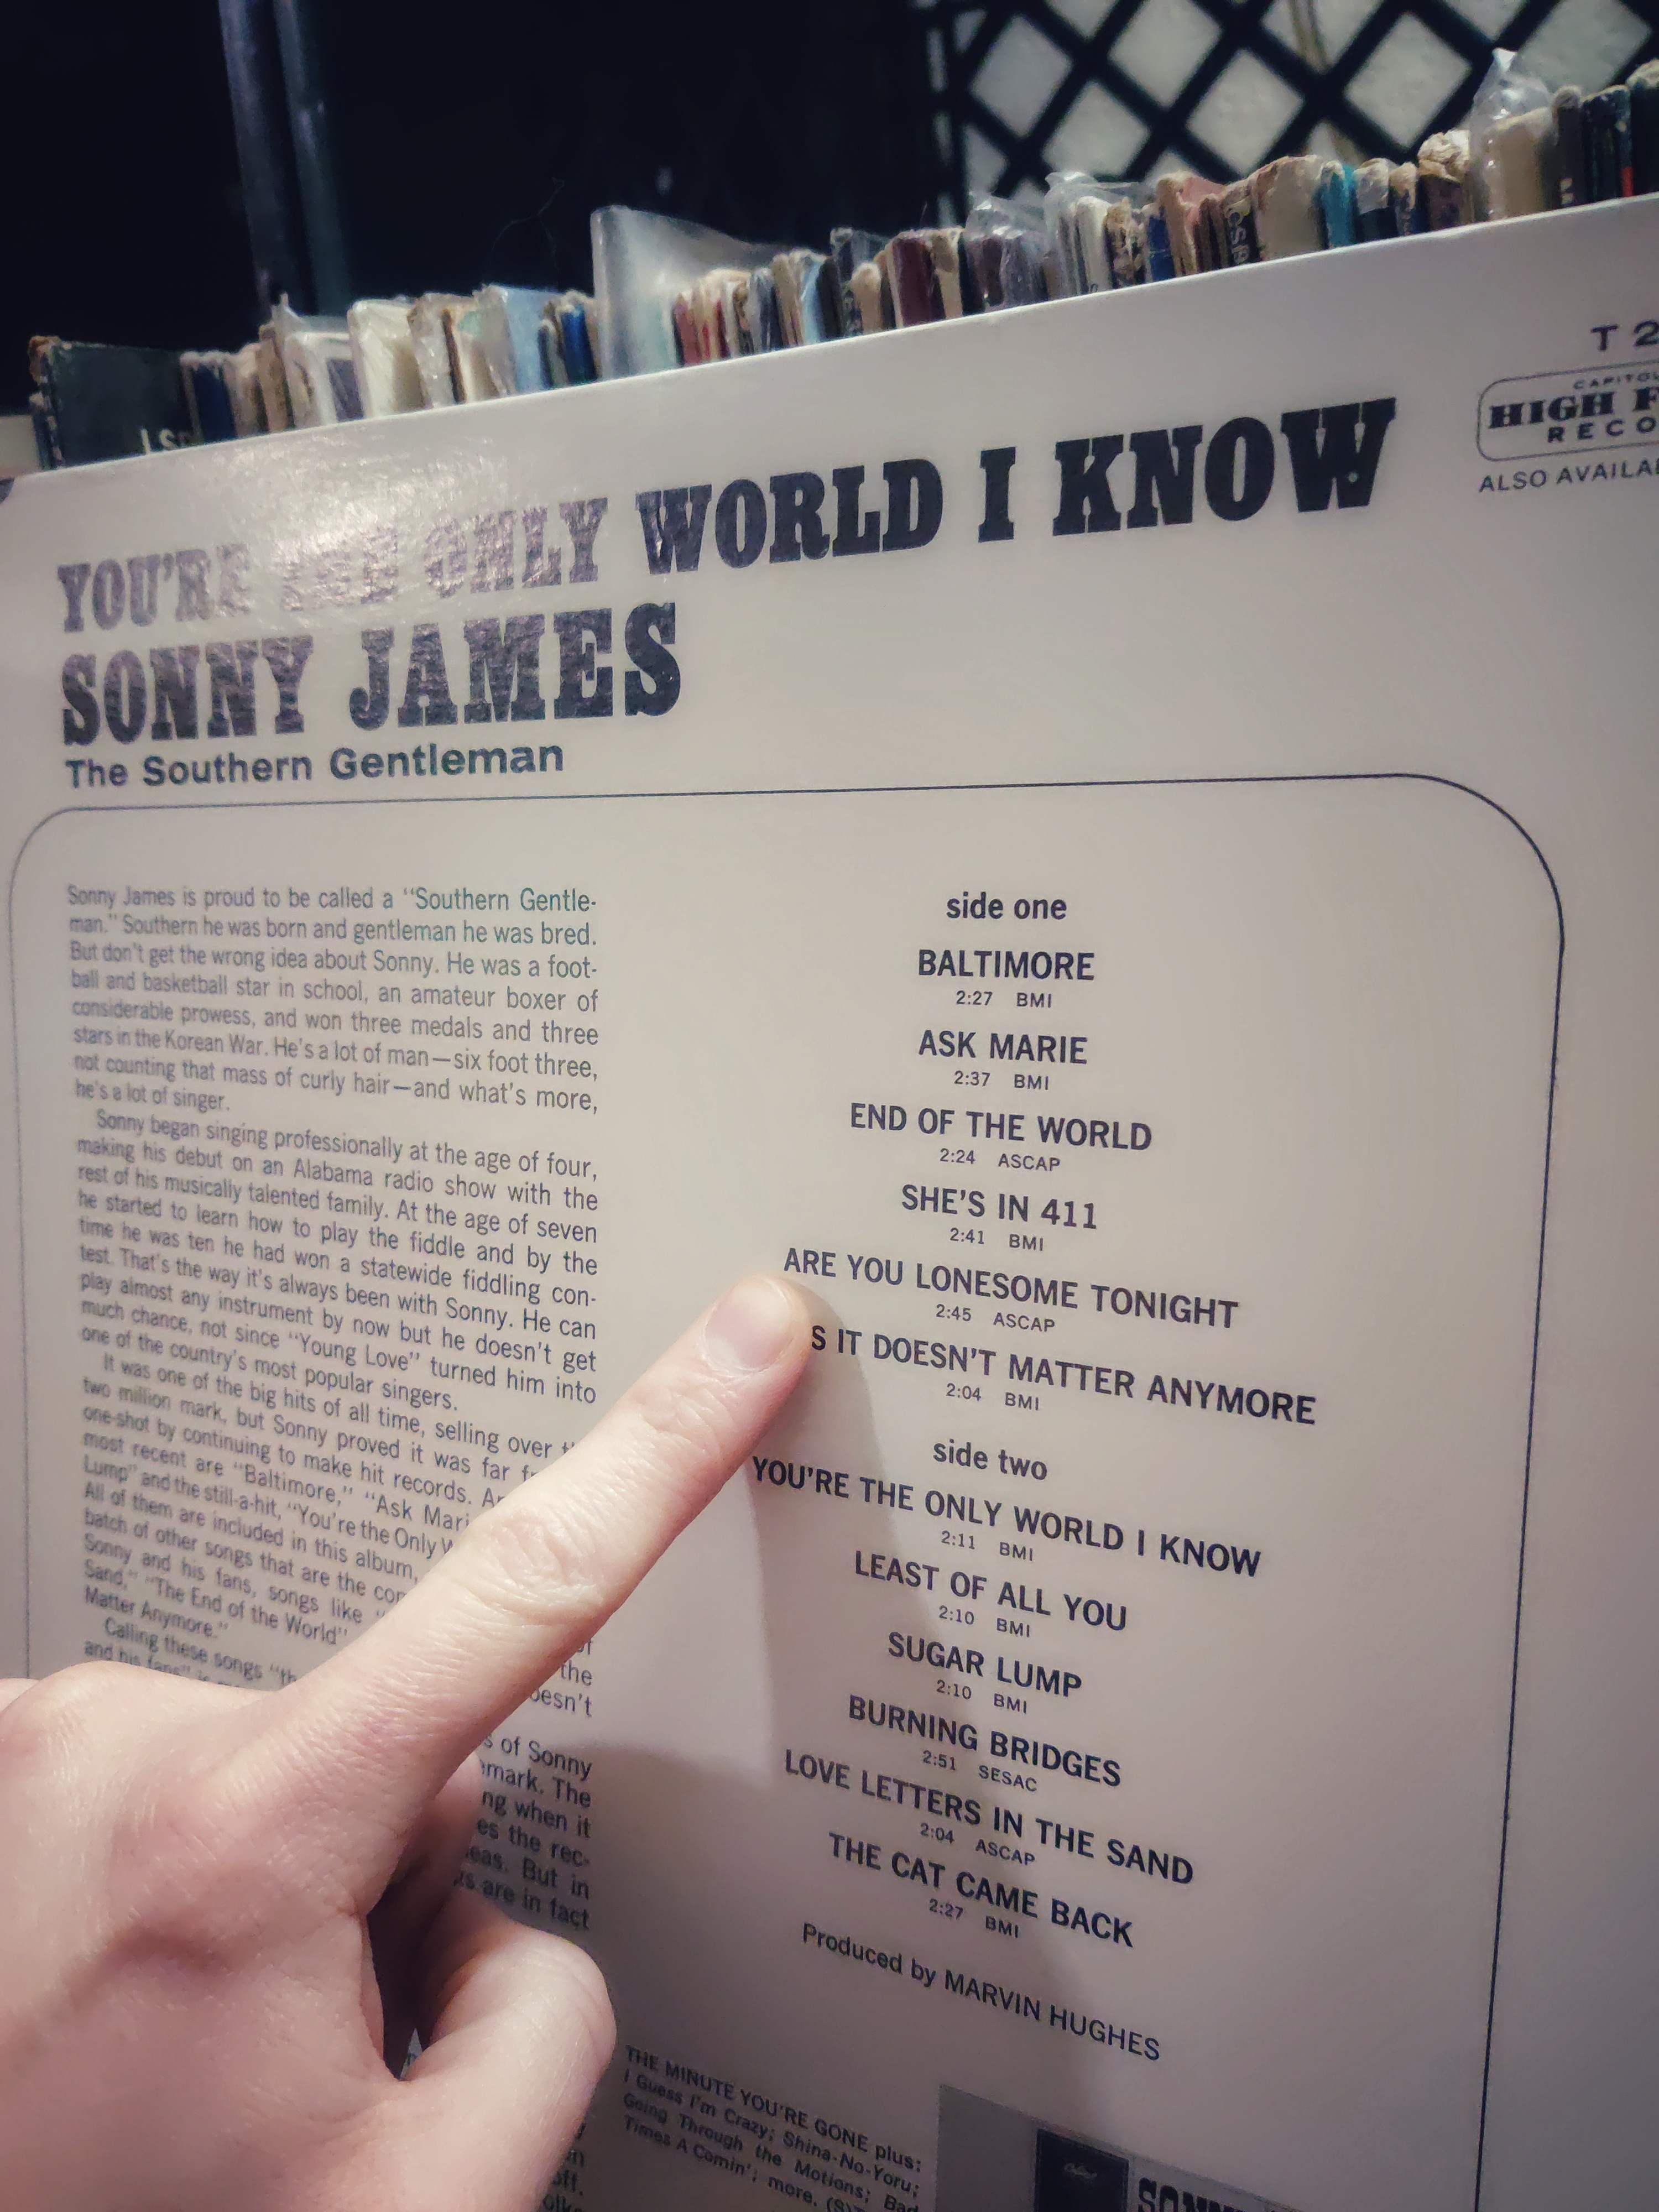 T 2
CAPITOL
HIGH F
RECO
ALSO AVAILA
YOU'RE THE ONLY WORLD I KNOW
SONNY JAMES
The Southern Gentleman
Sonny James is proud to be called a "Southern Gentle-
man." Southern he was born and gentleman he was bred.
But don't get the wrong idea about Sonny. He was a foot-
ball and basketball star in school, an amateur boxer of
considerable prowess, and won three medals and three
stars in the Korean War. He's a lot of man—six foot three,
not counting that mass of curly hair—and what's more,
he's a lot of singer.
Sonny began singing professionally at the age of four,
making his debut on an Alabama radio show with the
rest of his musically talented family. At the age of seven
he started to learn how to play the fiddle and by the
time he was ten he had won a statewide fiddling con-
test. That's the way it's always been with Sonny. He can
play almost any instrument by now but he doesn't get
much chance, not since "Young Love" turned him into
one of the country's most popular singers.
It was one of the big hits of all time, selling over
two million mark, but Sonny proved it was far
one-shot by continuing to make hit records.
most recent are "Baltimore," "Ask Mari
Lump" and the still-a-hit, "You're the Only W
All of them are included in this album,
batch of other songs that are the
Sonny and his fans, songs like
Sand," "The End of the World"
Matter Anymore."
Calling these songs
and his fans"
of
the
doesn't
of Sonny
emark. The
ng when it
es the rec-
eas. But in
are in fact
side one
BALTIMORE
2:27 BMI
ASK MARIE
2:37 BMI
END OF THE WORLD
2:24 ASCAP
SHE'S IN 411
2:41 BMI
ARE YOU LONESOME TONIGHT
2:45 ASCAP
S IT DOESN'T MATTER ANYMORE
2:04 BMI
side two
YOU'RE THE ONLY WORLD I KNOW
2:11 BMI
LEAST OF ALL YOU
2:10 BMI
SUGAR LUMP
2:10 BMI
BURNING BRIDGES
2:51 SESAC
LOVE LETTERS IN THE SAND
2:04 ASCAP
THE CAT CAME BACK
2:27 BMI
Produced by MARVIN HUGHES
THE MINUTE YOU'RE GONE plus:
I Guess I'm Crazy; Shina-No-Yoru;
Going Through the Motions; Bad
Times A Comin'; more.
SONNY